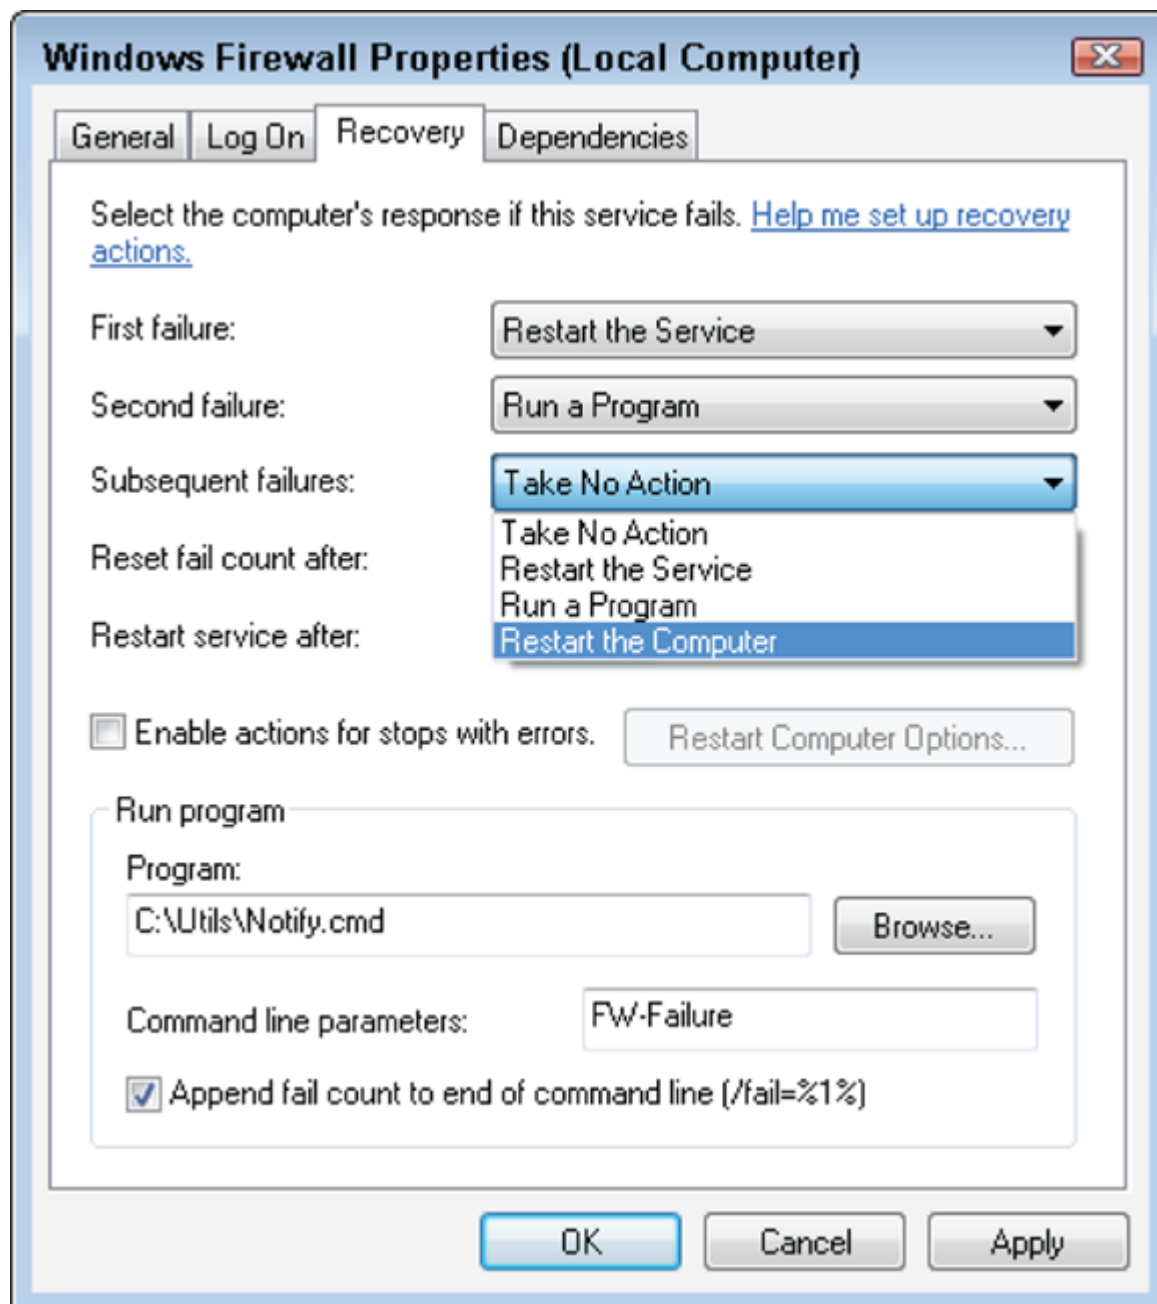 Windows Firewall Properties (Local Computer)
General
Log On
Recovery
Dependencies
Select the computer's response if this service fails. Help me set up recovery
actions.
First failure:
Restart the Service
Second failure:
Run a Program
Subsequent failures:
Take No Action
Take No Action
Restart the Service
Run a Program
Restart the Computer
Reset fail count after:
Restart service after:
Enable actions for stops with errors.
Restart Computer Options...
Run program
Program:
C:\Utils\Notify.cmd
Browse...
Command line parameters:
FW-Failure
Append fail count to end of command line (/fail=%1%)
OK
Cancel
Apply